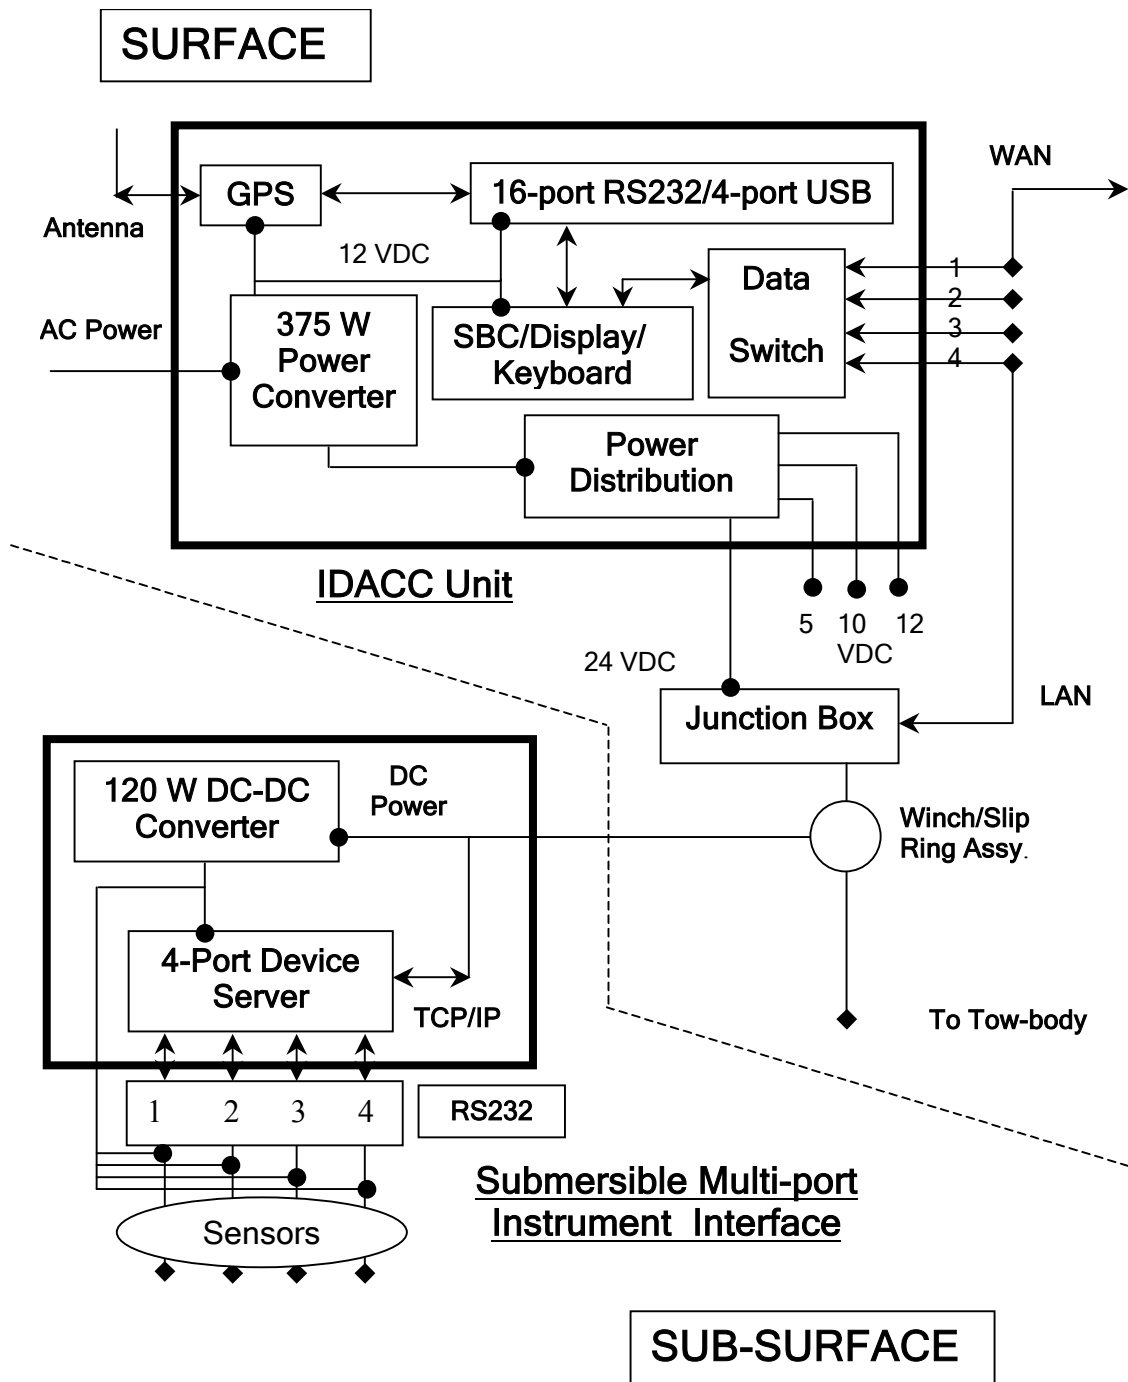 SURFACE
WAN
GPS
16-port RS232/4-port USB
Antenna
12 VDC
Data
Switch
1
2
3
4
AC Power
375 W
Power
Converter
SBC/Display/
Keyboard
Power
Distribution
IDACC Unit
5 10 12
VDC
24 VDC
Junction Box
LAN
120 W DC-DC
Converter
DC
Power
Winch/Slip
Ring Assy.
4-Port Device
Server
TCP/IP
To Tow-body
1 2 3 4
RS232
Submersible Multi-port
Instrument Interface
Sensors
SUB-SURFACE